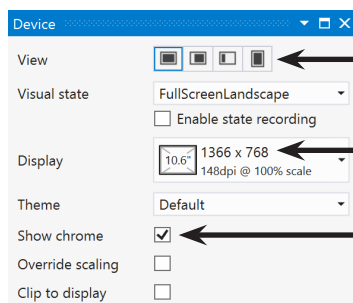 Device
View
Visual state FullScreenLandscape
Enable state recording
Display 10.6" 1366 x 768
148dpi @ 100% scale
Theme Default
Show chrome
Override scaling
Clip to display